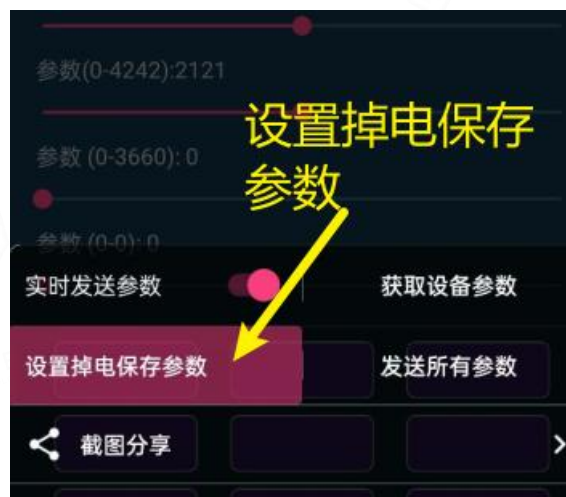 参数(0-4242):2121
设置掉电保存
参数
参数 (0-3660): 0
参数 (0-0): 0
实时发送参数
获取设备参数
设置掉电保存参数
发送所有参数
截图分享